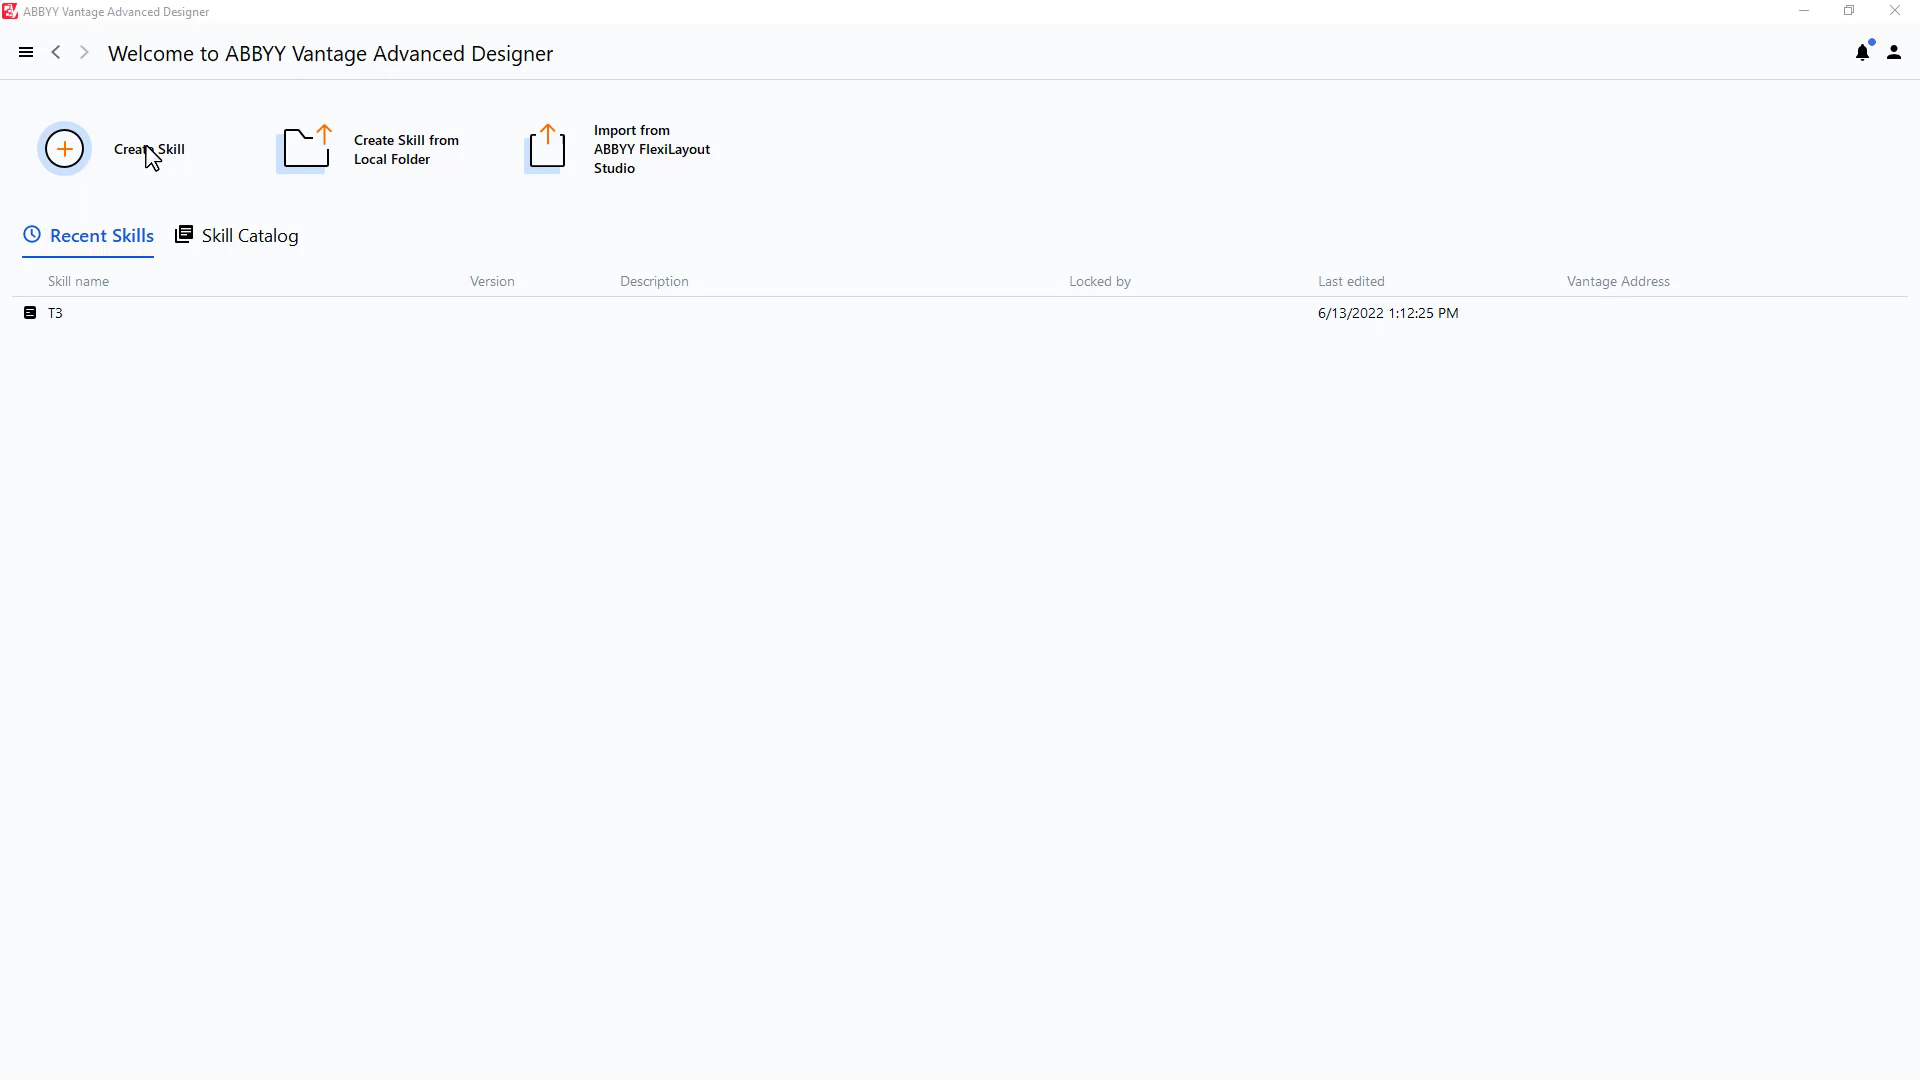 ABBYY Vantage Advanced Designer
Welcome to ABBYY Vantage Advanced Designer
Create Skill
Create Skill from
Local Folder
Import from
ABBYY FlexiLayout
Studio
Recent Skills
Skill Catalog
Skill name Version Description Locked by Last edited Vantage Address
T3 6/13/2022 1:12:25 PM